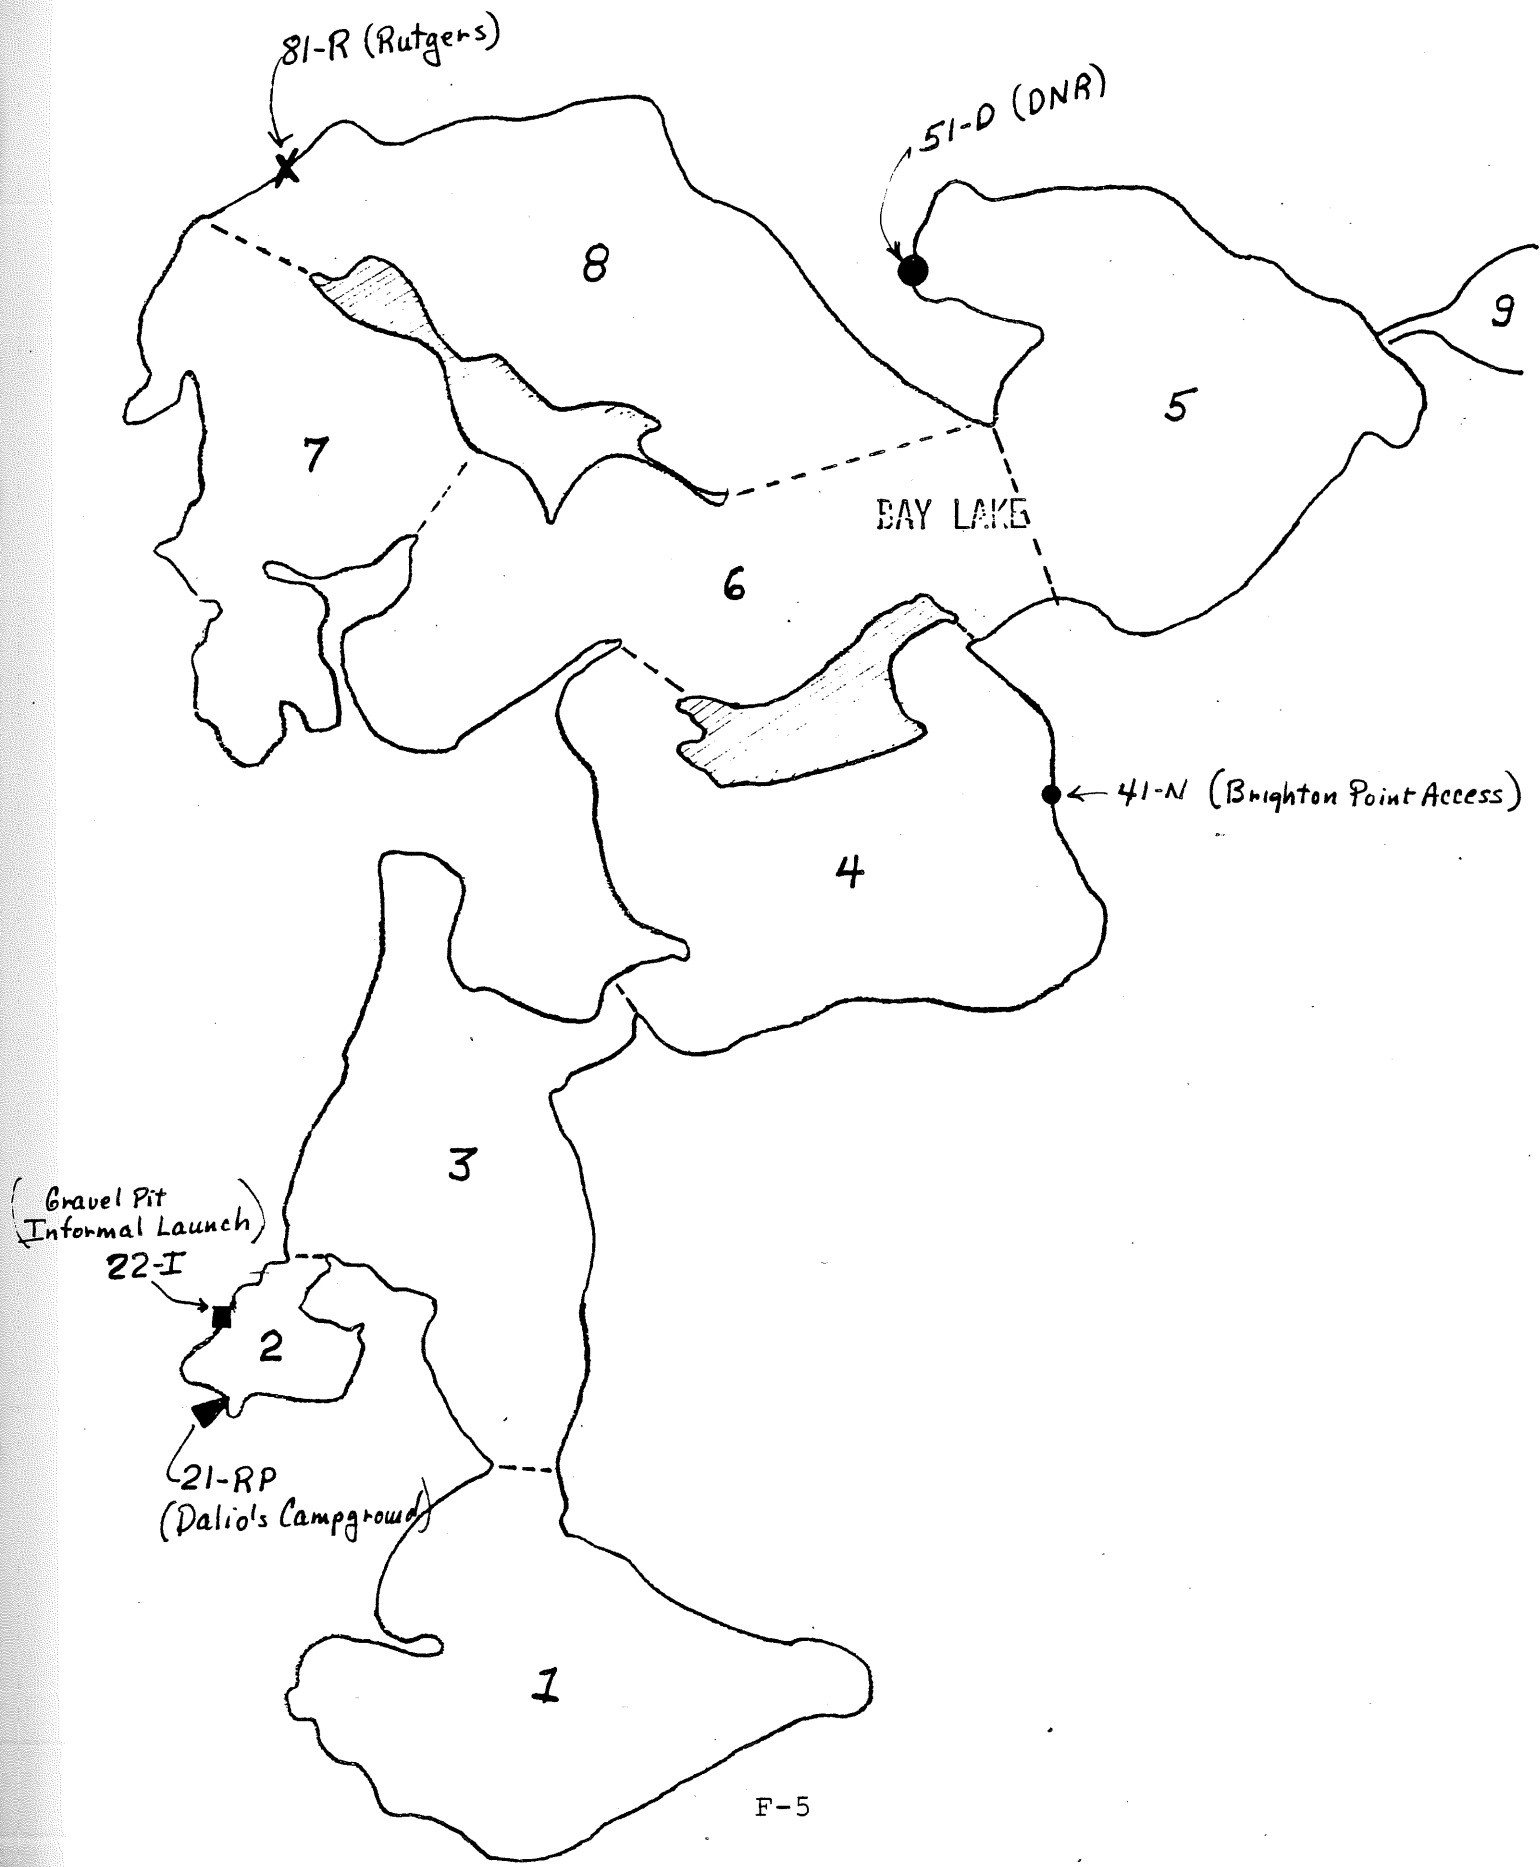 81-R (Rutgers)
51-D (DNR)
8
9
5
7
BAY LAKE
6
41-N (Brighton Point Access)
4
3
(Gravel Pit
Informal Launch)
22-I
2
21-RP
(Dalio's Campground)
1
F-5